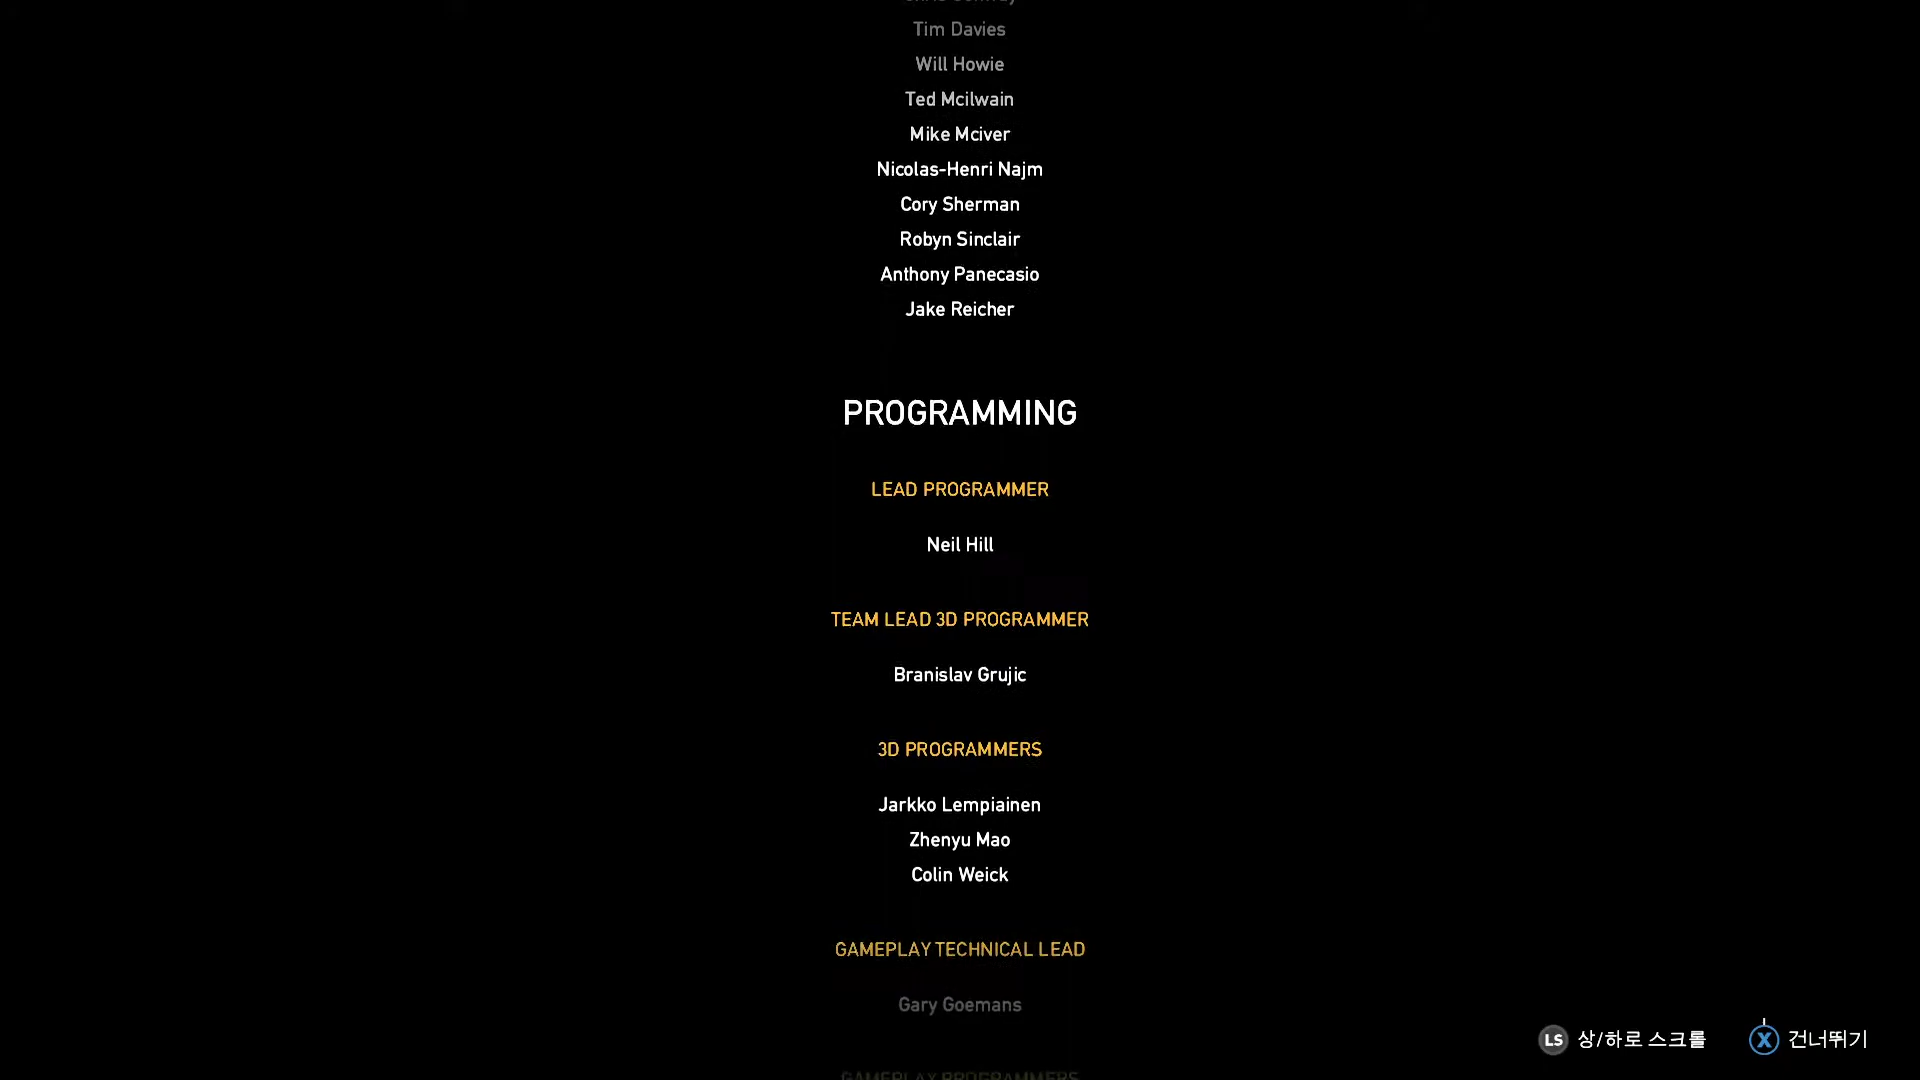 Tim Davies
Will Howie
Ted Mcilwain
Mike Mciver
Nicolas-Henri Najm
Cory Sherman
Robyn Sinclair
Anthony Panecasio
Jake Reicher
PROGRAMMING
LEAD PROGRAMMER
Neil Hill
TEAM LEAD 3D PROGRAMMER
Branislav Grujic
3D PROGRAMMERS
Jarkko Lempiainen
Zhenyu Mao
Colin Weick
GAMEPLAY TECHNICAL LEAD
Gary Goemans
LS 상/하로 스크롤
X 건너뛰기
GAMEPLAY PROGRAMMERS